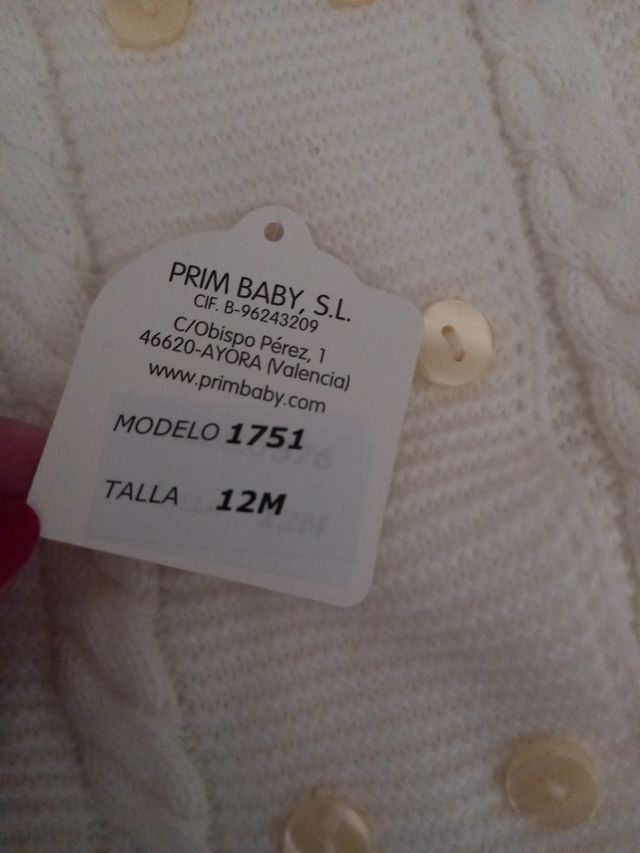 PRIM BABY, S.L.
CIF. B-96243209
C/Obispo Pérez, 1
46620-AYORA (Valencia)
www.primbaby.com
MODELO 1751
TALLA 12M